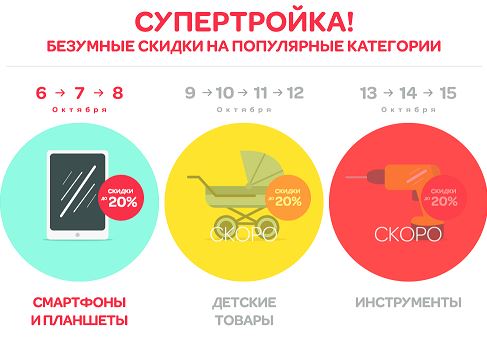 СУПЕРТРОЙКА!
БЕЗУМНЫЕ СКИДКИ НА ПОПУЛЯРНЫЕ КАТЕГОРИИ
6 → 7 → 8
Октября
9 → 10 → 11 → 12
Октября
13 → 14 → 15
Октября
СКИДКИ
ДО 20%
СКИДКИ
ДО 20%
СКОРО
СКИДКИ
ДО 20%
СКОРО
СМАРТФОНЫ
И ПЛАНШЕТЫ
ДЕТСКИЕ
ТОВАРЫ
ИНСТРУМЕНТЫ